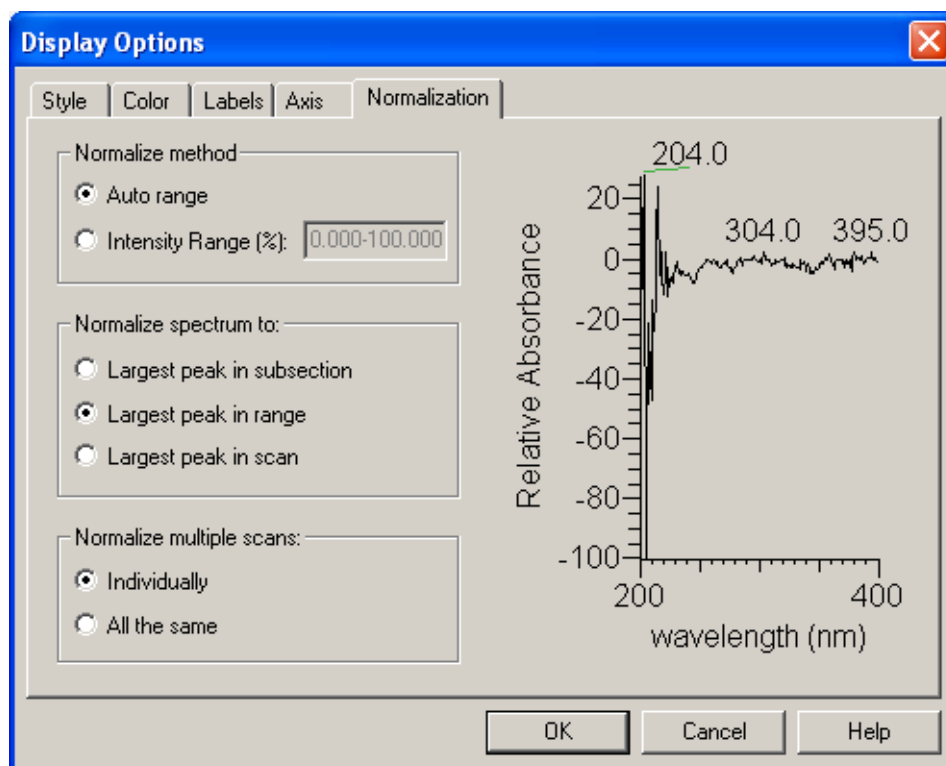 Display Options
Style Color Labels Axis Normalization
Normalize method
Auto range
Intensity Range (%): 0.000-100.000
Normalize spectrum to:
Largest peak in subsection
Largest peak in range
Largest peak in scan
Normalize multiple scans:
Individually
All the same
204.0
304.0 395.0
20
0
-20
-40
-60
-80
-100
Relative Absorbance
200 400
wavelength (nm)
OK Cancel Help